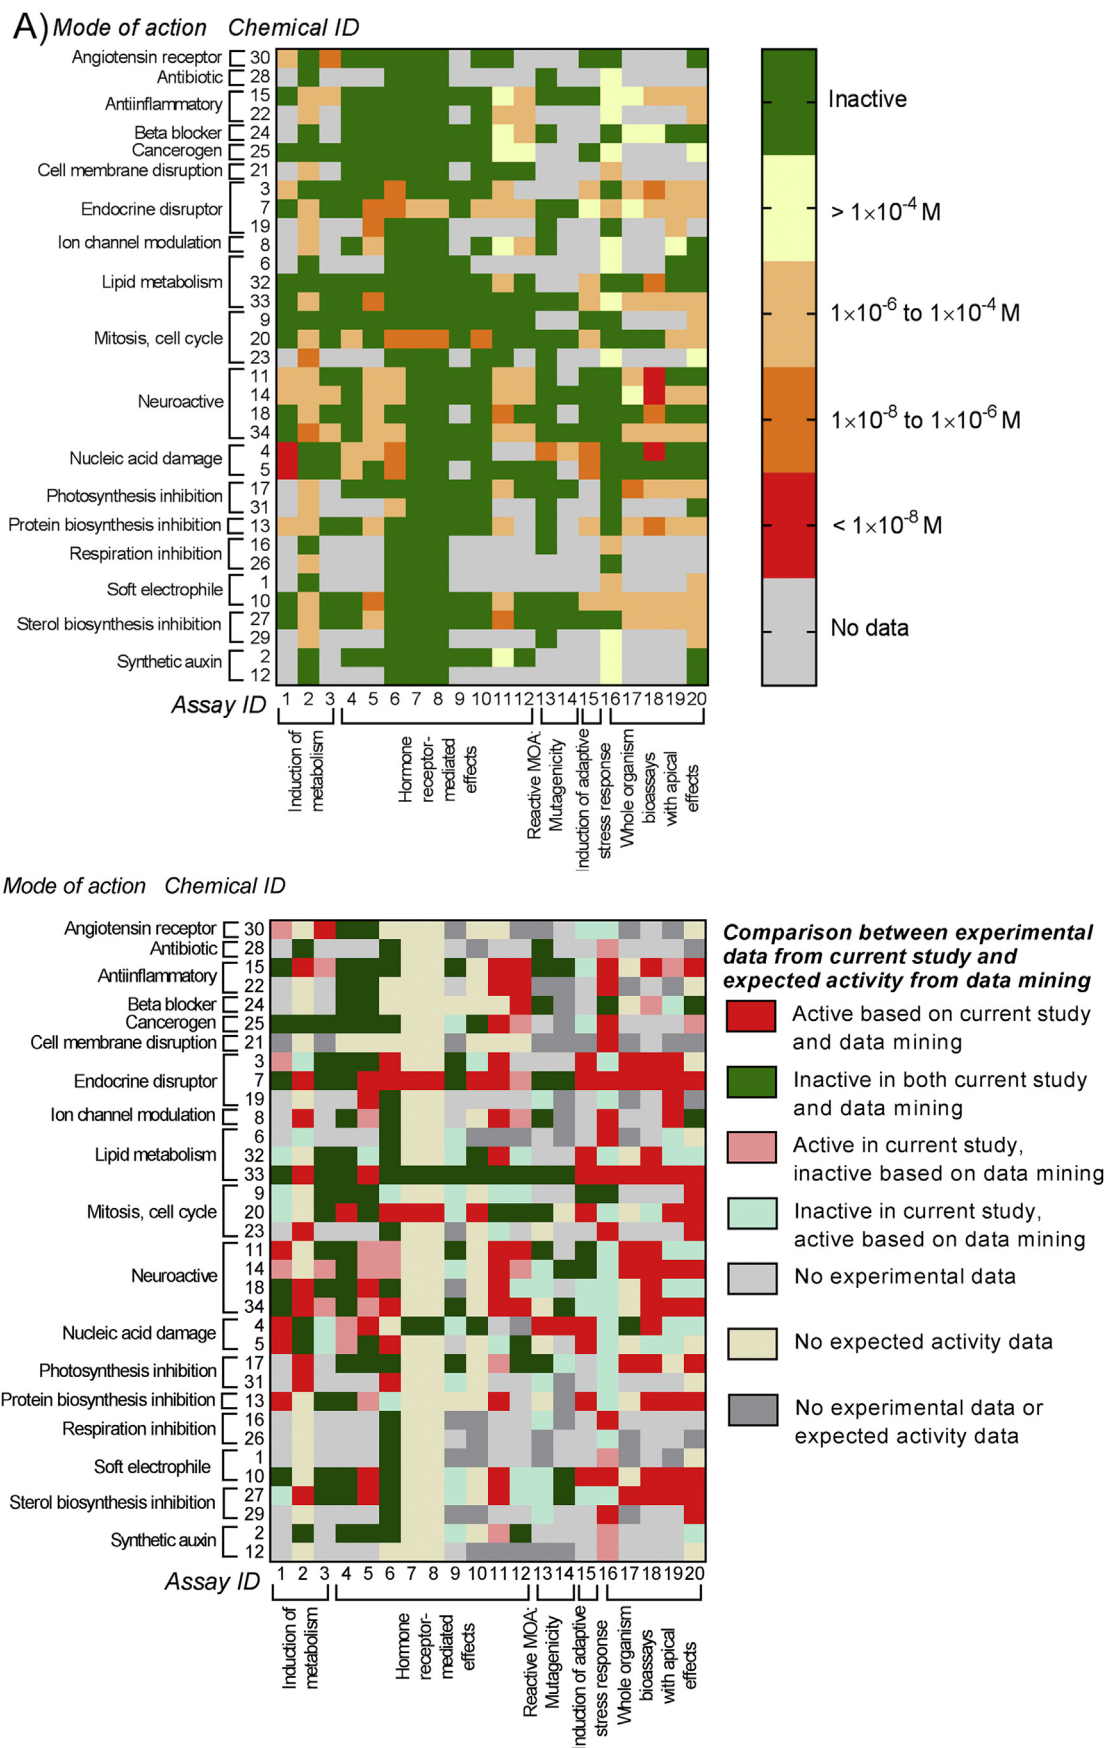 A) Mode of action Chemical ID
Angiotensin receptor 30
Antibiotic 28
Antiinflammatory 15
22
Beta blocker 24
Cancerogen 25
Cell membrane disruption 21
3
Endocrine disruptor 7
19
Ion channel modulation 8
6
Lipid metabolism 32
33
9
Mitosis, cell cycle 20
23
11
Neuroactive 14
18
34
Nucleic acid damage 4
5
Photosynthesis inhibition 17
31
Protein biosynthesis inhibition 13
Respiration inhibition 16
26
Soft electrophile 1
10
Sterol biosynthesis inhibition 27
29
Synthetic auxin 2
12
Assay ID 1 2 3 4 5 6 7 8 9 10 11 12 13 14 15 16 17 18 19 20
Induction of
metabolism
Hormone
receptor-
mediated
effects
Reactive MOA:
Mutagenicity
Induction of adaptive
stress response
Whole organism
bioassays
with apical
effects
Inactive
> 1×10-4 M
1×10-6 to 1×10-4 M
1×10-8 to 1×10-6 M
< 1×10-8 M
No data
Mode of action Chemical ID
Angiotensin receptor 30
Antibiotic 28
Antiinflammatory 15
22
Beta blocker 24
Cancerogen 25
Cell membrane disruption 21
3
Endocrine disruptor 7
19
Ion channel modulation 8
6
Lipid metabolism 32
33
9
Mitosis, cell cycle 20
23
11
Neuroactive 14
18
34
Nucleic acid damage 4
5
Photosynthesis inhibition 17
31
Protein biosynthesis inhibition 13
Respiration inhibition 16
26
Soft electrophile 1
10
Sterol biosynthesis inhibition 27
29
Synthetic auxin 2
12
Assay ID 1 2 3 4 5 6 7 8 9 10 11 12 13 14 15 16 17 18 19 20
Induction of
metabolism
Hormone
receptor-
mediated
effects
Reactive MOA:
Mutagenicity
Induction of adaptive
stress response
Whole organism
bioassays
with apical
effects
Comparison between experimental
data from current study and
expected activity from data mining
Active based on current study
and data mining
Inactive in both current study
and data mining
Active in current study,
inactive based on data mining
Inactive in current study,
active based on data mining
No experimental data
No expected activity data
No experimental data or
expected activity data